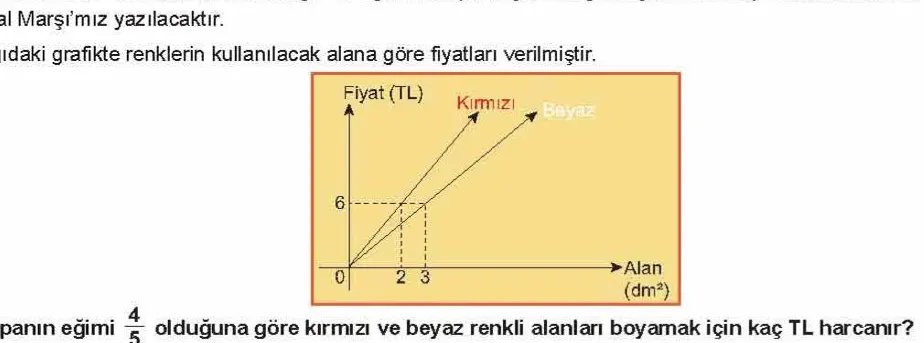 al Marşı’mız yazılacaktır.
ıdaki grafikte renklerin kullanılacak alana göre fiyatları verilmiştir.
Fiyat (TL)
Kırmızı
Beyaz
6
0 2 3
Alan
(dm²)
panın eğimi 4/5 olduğuna göre kırmızı ve beyaz renkli alanları boyamak için kaç TL harcanır?